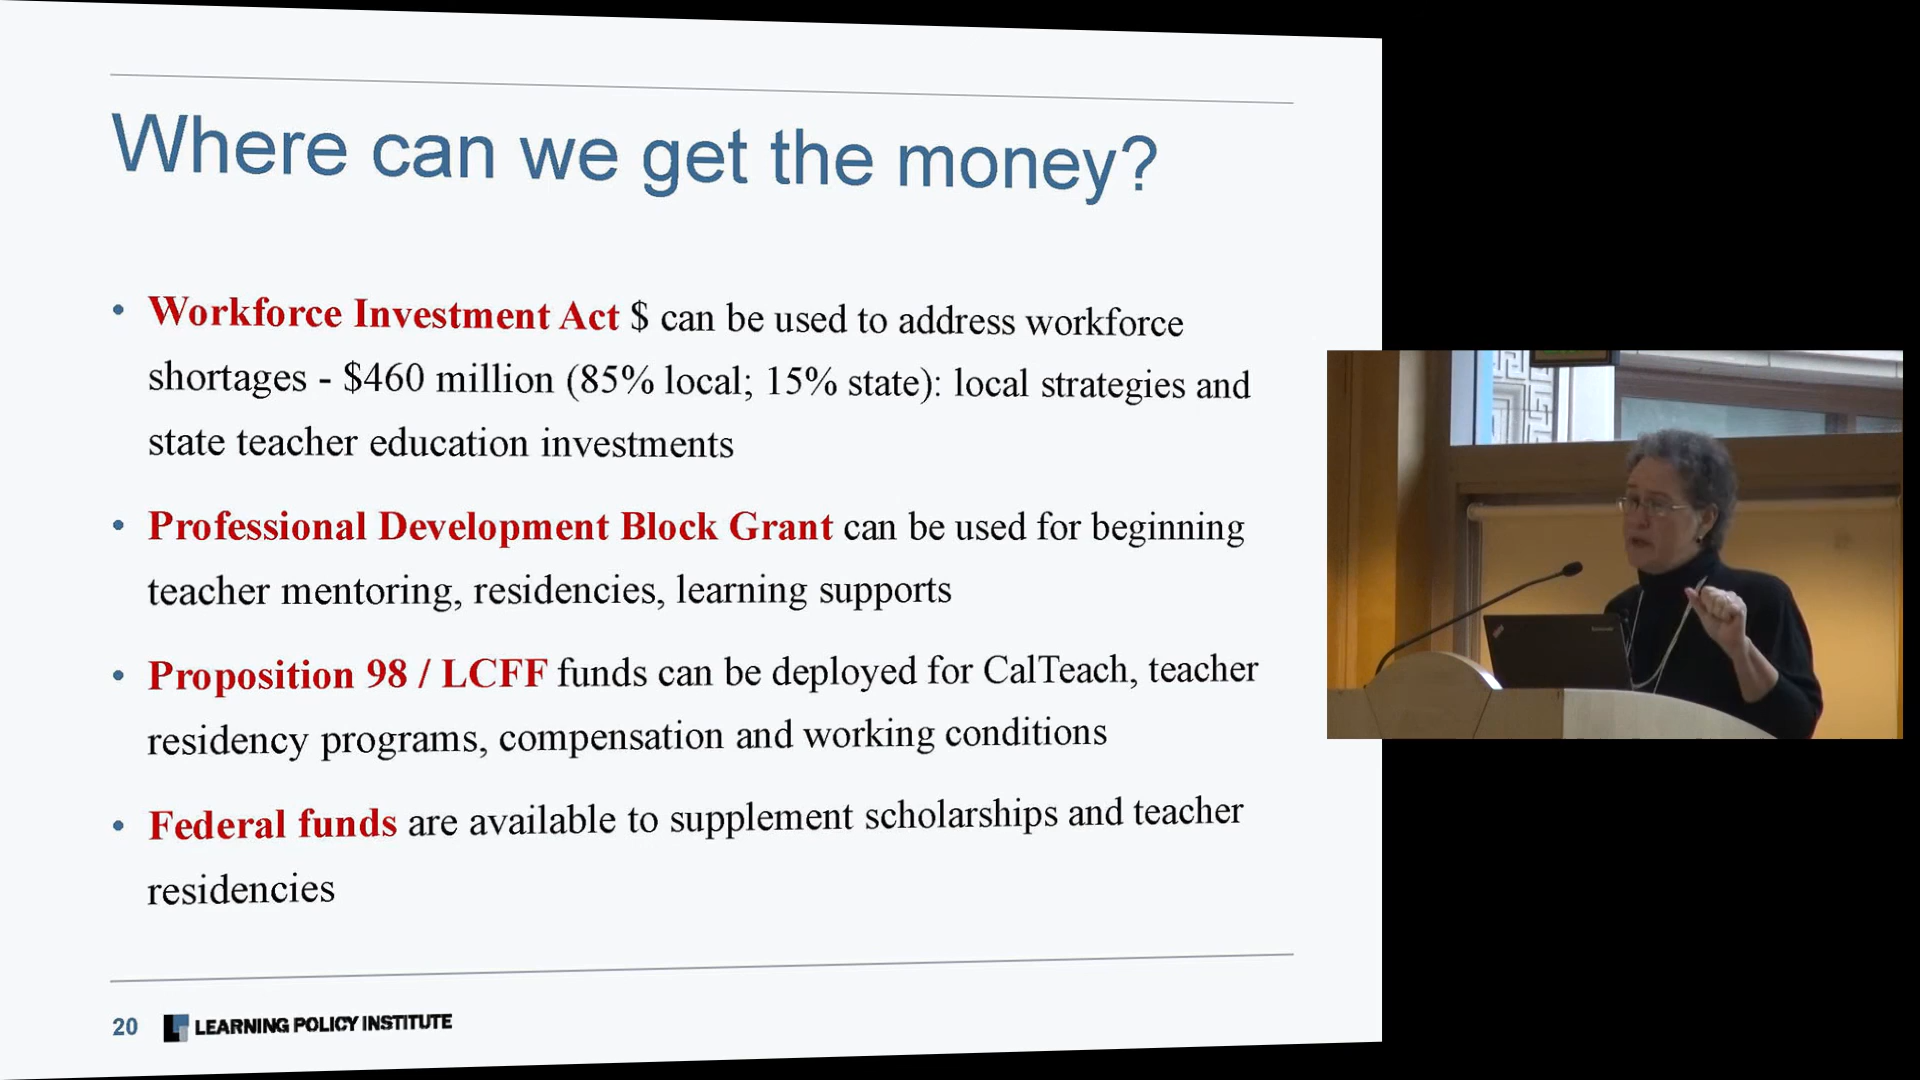 Where can we get the money?
• Workforce Investment Act $ can be used to address workforce
shortages - $460 million (85% local; 15% state): local strategies and
state teacher education investments
• Professional Development Block Grant can be used for beginning
teacher mentoring, residencies, learning supports
• Proposition 98 / LCFF funds can be deployed for CalTeach, teacher
residency programs, compensation and working conditions
• Federal funds are available to supplement scholarships and teacher
residencies
20 LEARNING POLICY INSTITUTE